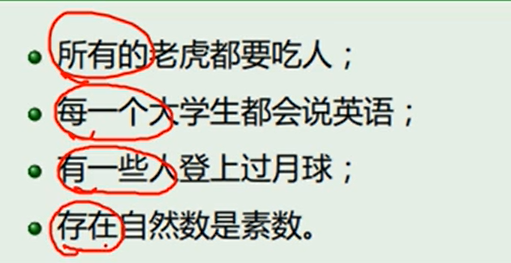 所有的老虎都要吃人；
每一个大学生都会说英语；
有一些人登上过月球；
存在自然数是素数。